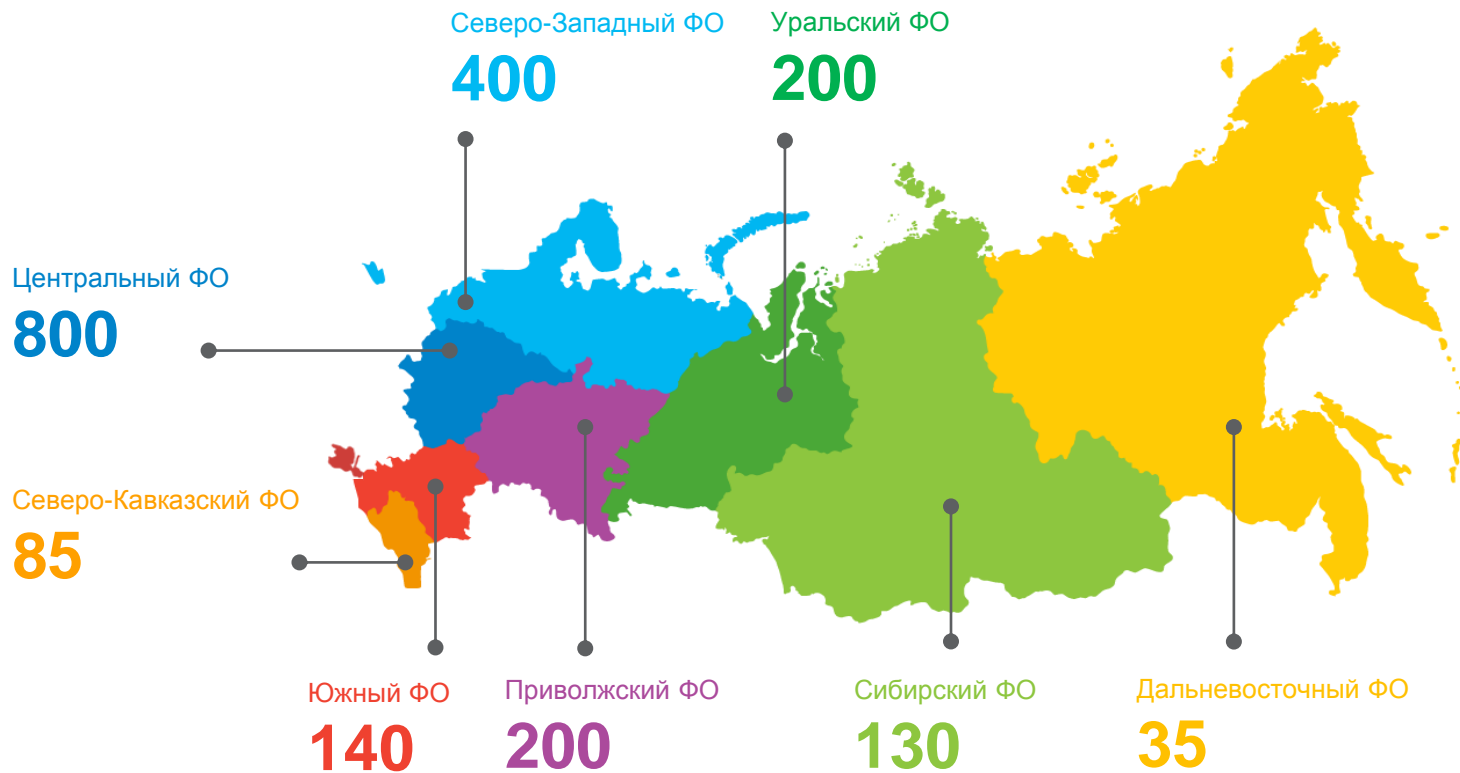 Северо-Западный ФО
400
Уральский ФО
200
Центральный ФО
800
Северо-Кавказский ФО
85
Южный ФО
140
Приволжский ФО
200
Сибирский ФО
130
Дальневосточный ФО
35